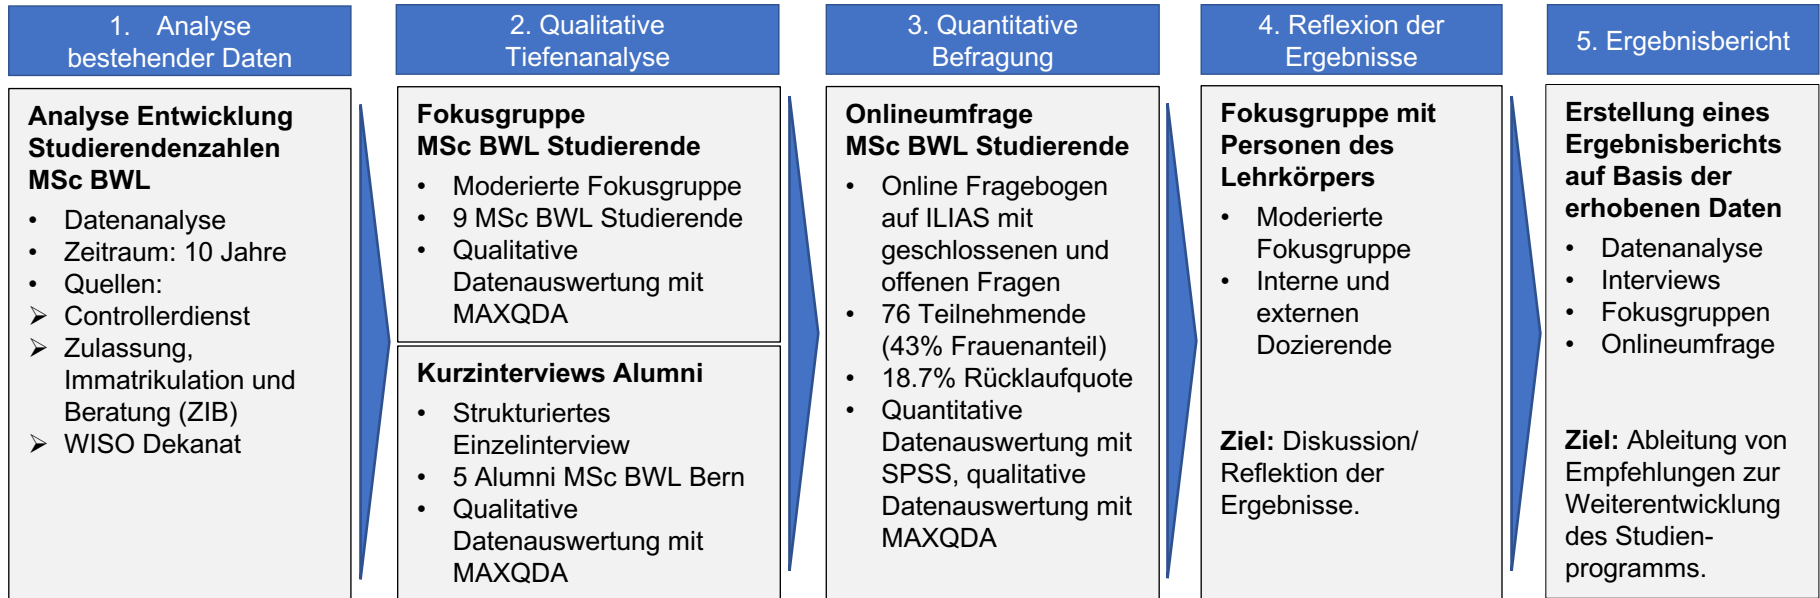 1. Analyse
bestehender Daten
Analyse Entwicklung
Studierendenzahlen
MSc BWL
• Datenanalyse
• Zeitraum: 10 Jahre
• Quellen:
➢ Controllerdienst
➢ Zulassung,
Immatrikulation und
Beratung (ZIB)
➢ WISO Dekanat
2. Qualitative
Tiefenanalyse
Fokusgruppe
MSc BWL Studierende
• Moderierte Fokusgruppe
• 9 MSc BWL Studierende
• Qualitative
Datenauswertung mit
MAXQDA
Kurzinterviews Alumni
• Strukturiertes
Einzelinterview
• 5 Alumni MSc BWL Bern
• Qualitative
Datenauswertung mit
MAXQDA
3. Quantitative
Befragung
Onlineumfrage
MSc BWL Studierende
• Online Fragebogen
auf ILIAS mit
geschlossenen und
offenen Fragen
• 76 Teilnehmende
(43% Frauenanteil)
• 18.7% Rücklaufquote
• Quantitative
Datenauswertung mit
SPSS, qualitative
Datenauswertung mit
MAXQDA
4. Reflexion der
Ergebnisse
Fokusgruppe mit
Personen des
Lehrkörpers
• Moderierte
Fokusgruppe
• Interne und
externen
Dozierende
Ziel: Diskussion/
Reflektion der
Ergebnisse.
5. Ergebnisbericht
Erstellung eines
Ergebnisberichts
auf Basis der
erhobenen Daten
• Datenanalyse
• Interviews
• Fokusgruppen
• Onlineumfrage
Ziel: Ableitung von
Empfehlungen zur
Weiterentwicklung
des Studien-
programms.